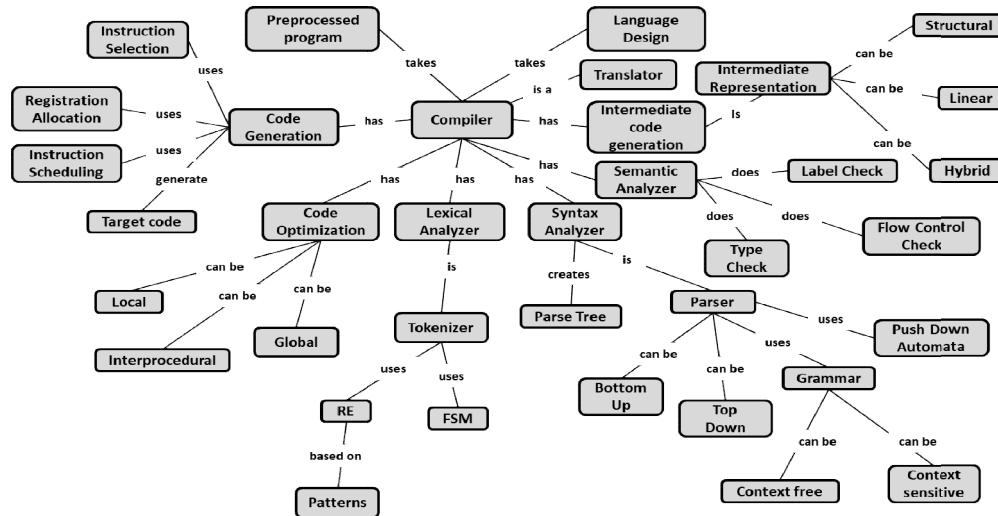 Preprocessed
program
Language
Design
Structural
Instruction
Selection
can be
takes
takes
Translator
Intermediate
Representation
uses
is a
can be
Linear
Registration
Allocation
uses
Code
Generation
has
Compiler
has
Intermediate
code
generation
Is
can be
Hybrid
Instruction
Scheduling
uses
generate
has
has
has
has
Semantic
Analyzer
does
Label Check
Target code
Code
Optimization
Lexical
Analyzer
Syntax
Analyzer
does
does
Flow Control
Check
Type
Check
can be
is
creates
is
Local
can be
can be
Parse Tree
Parser
uses
Push Down
Automata
Interprocedural
Global
Tokenizer
can be
can be
uses
uses
uses
Bottom
Up
Top
Down
Grammar
RE
FSM
based on
can be
can be
Patterns
Context free
Context
sensitive